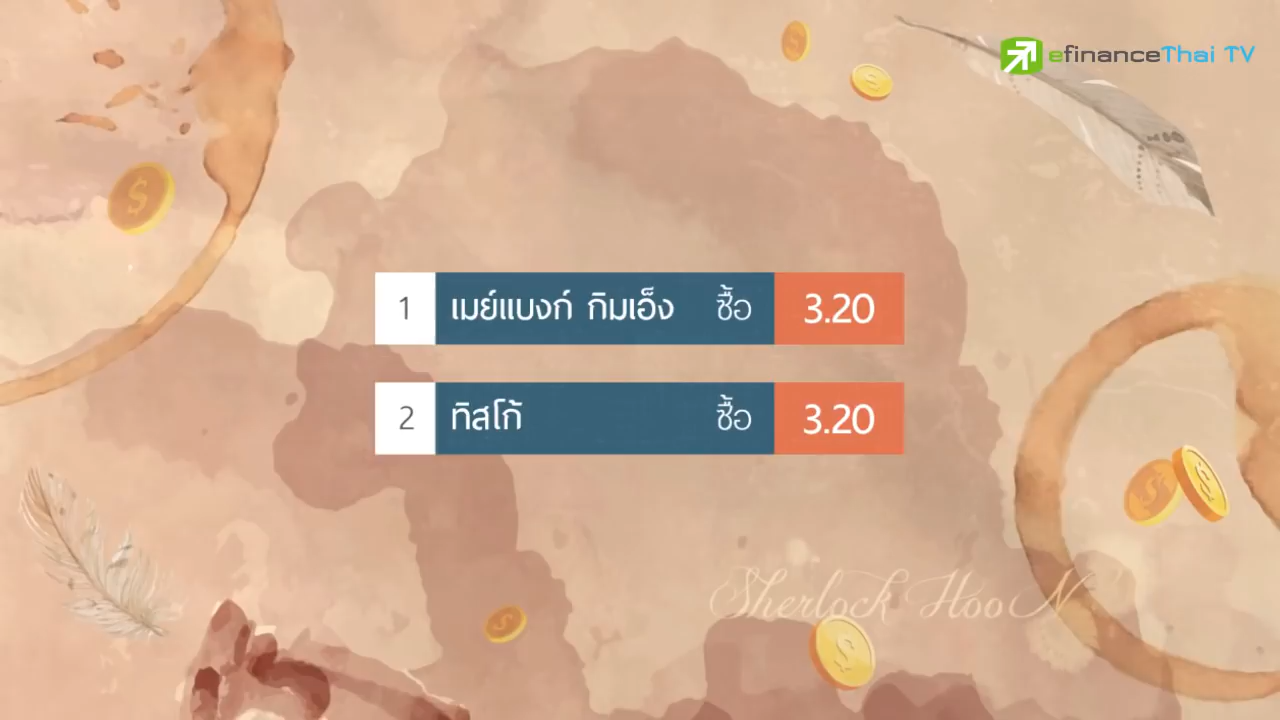 efinanceThai TV
1 เมย์แบงก์ กิมเอ็ง ซื้อ 3.20
2 ทิสโก้ ซื้อ 3.20
Sherlock HooN